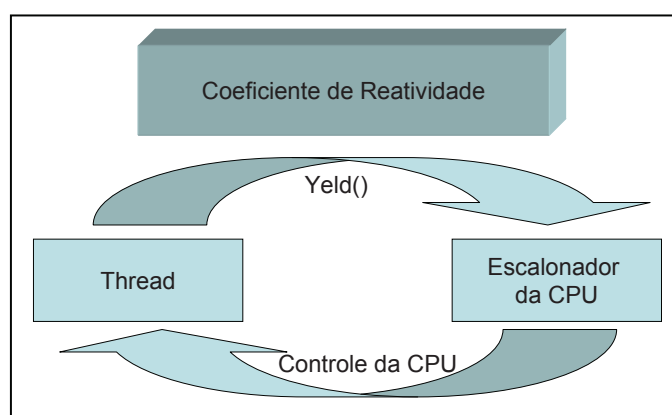 Coeficiente de Reatividade
Yeld()
Thread
Escalonador
da CPU
Controle da CPU